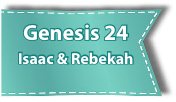 Genesis 24
Isaac & Rebekah